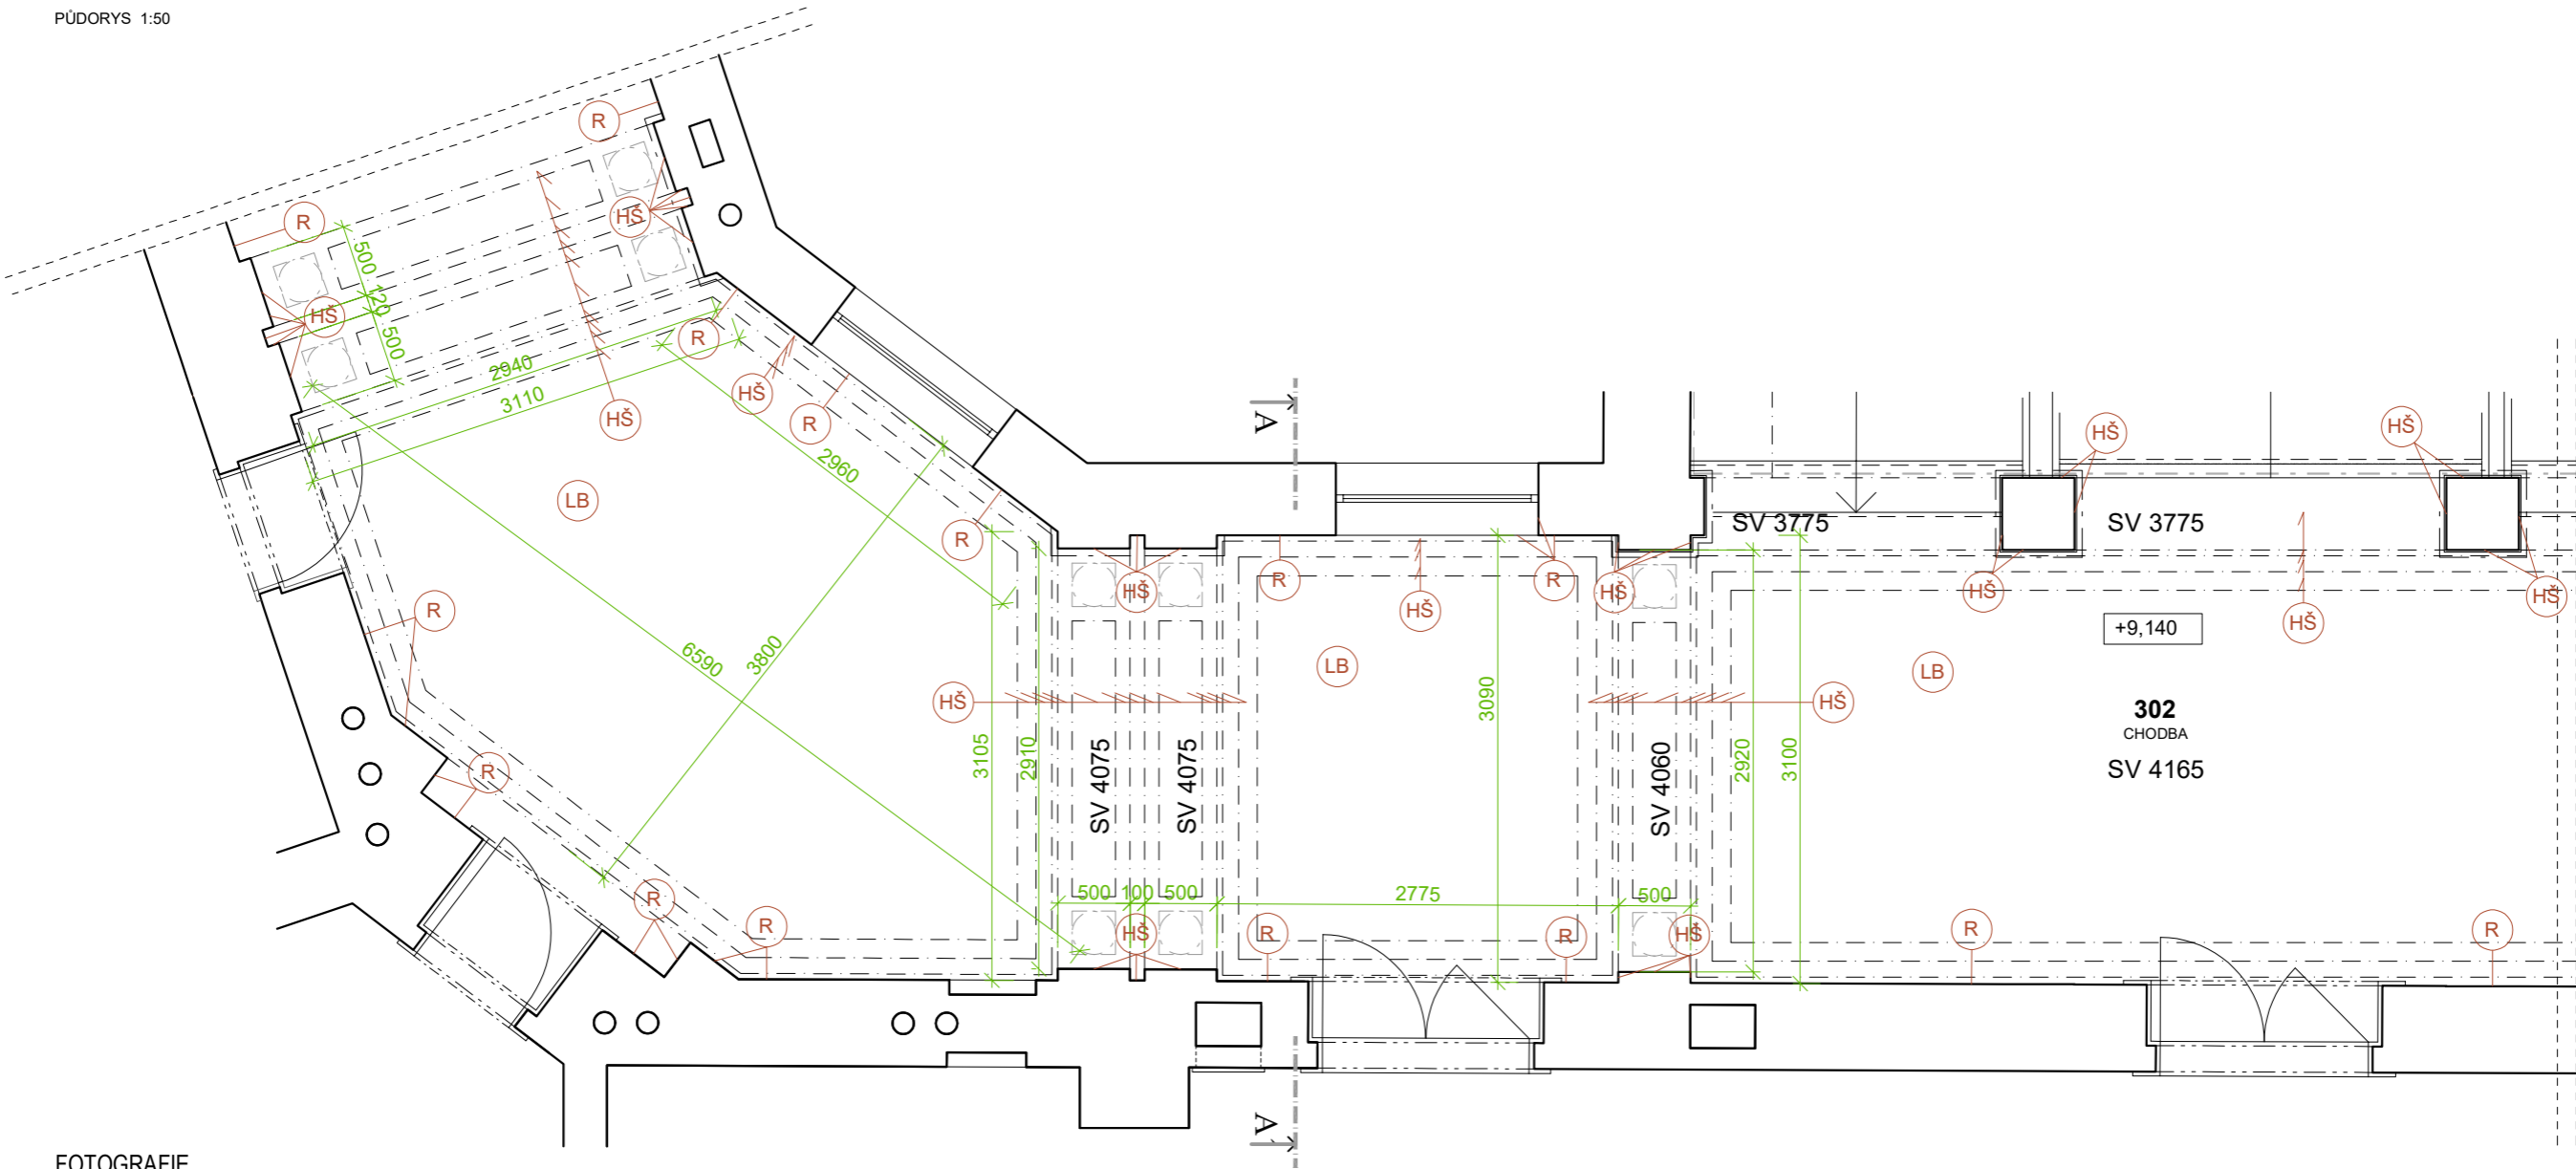 PŮDORYS 1:50
R
R
HŠ
HŠ
500
120
500
R
2940
3110
HŠ
HŠ
R
2960
LB
R
R
6590
3800
R
R
R
HŠ
3105
2910
HŠ
SV 4075
SV 4075
500
100
500
HŠ
A
R
HŠ
R
LB
3090
2775
R
R
HŠ
SV 4060
500
HŠ
HŠ
2920
3100
SV 3775
HŠ
SV 3775
HŠ
HŠ
HŠ
HŠ
+9,140
LB
302
CHODBA
SV 4165
R
R
A
FOTOGRAFIE